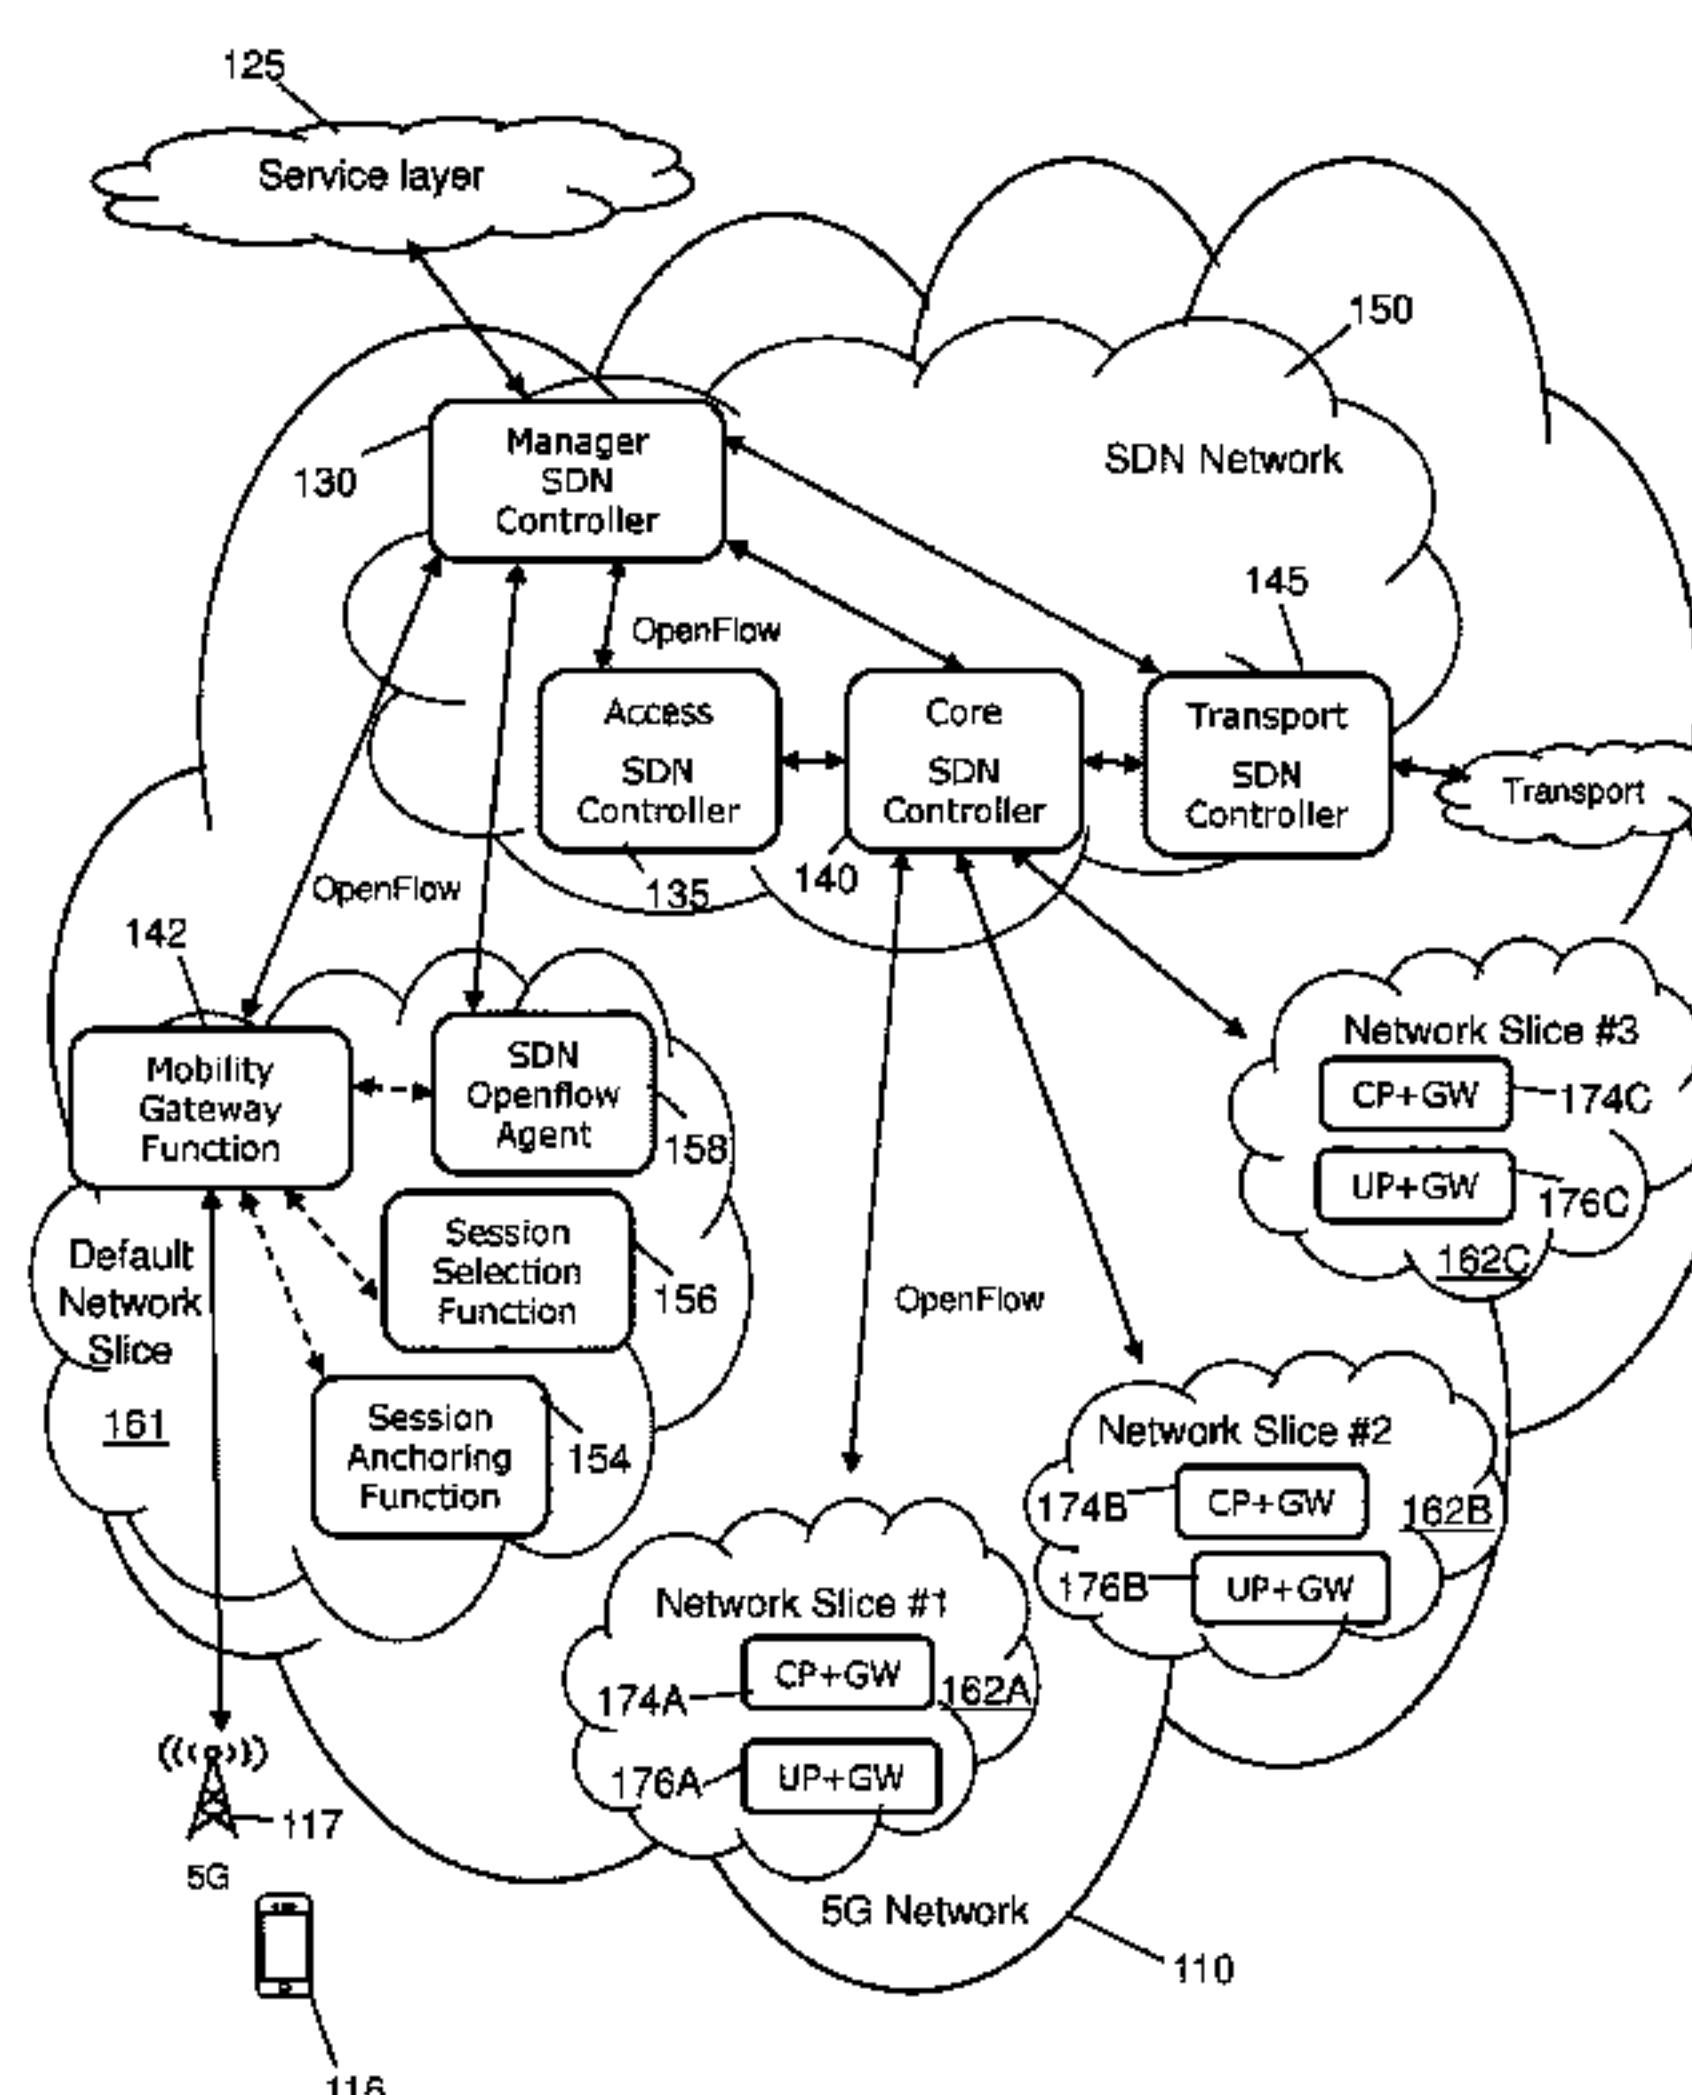 125
Service layer
150
SDN Network
Manager
SDN
Controller
130
145
OpenFlow
Access
SDN
Controller
Core
SDN
Controller
Transport
SDN
Controller
Transport
135
140
OpenFlow
142
Mobility
Gateway
Function
SDN
Openflow
Agent
158
Network Slice #3
CP+GW
174C
UP+GW
176C
162C
Default
Network
Slice
161
Session
Selection
Function
156
OpenFlow
Session
Anchoring
Function
154
Network Slice #2
174B
CP+GW
162B
176B
UP+GW
Network Slice #1
CP+GW
174A
162A
176A
UP+GW
117
5G
5G Network
110
116